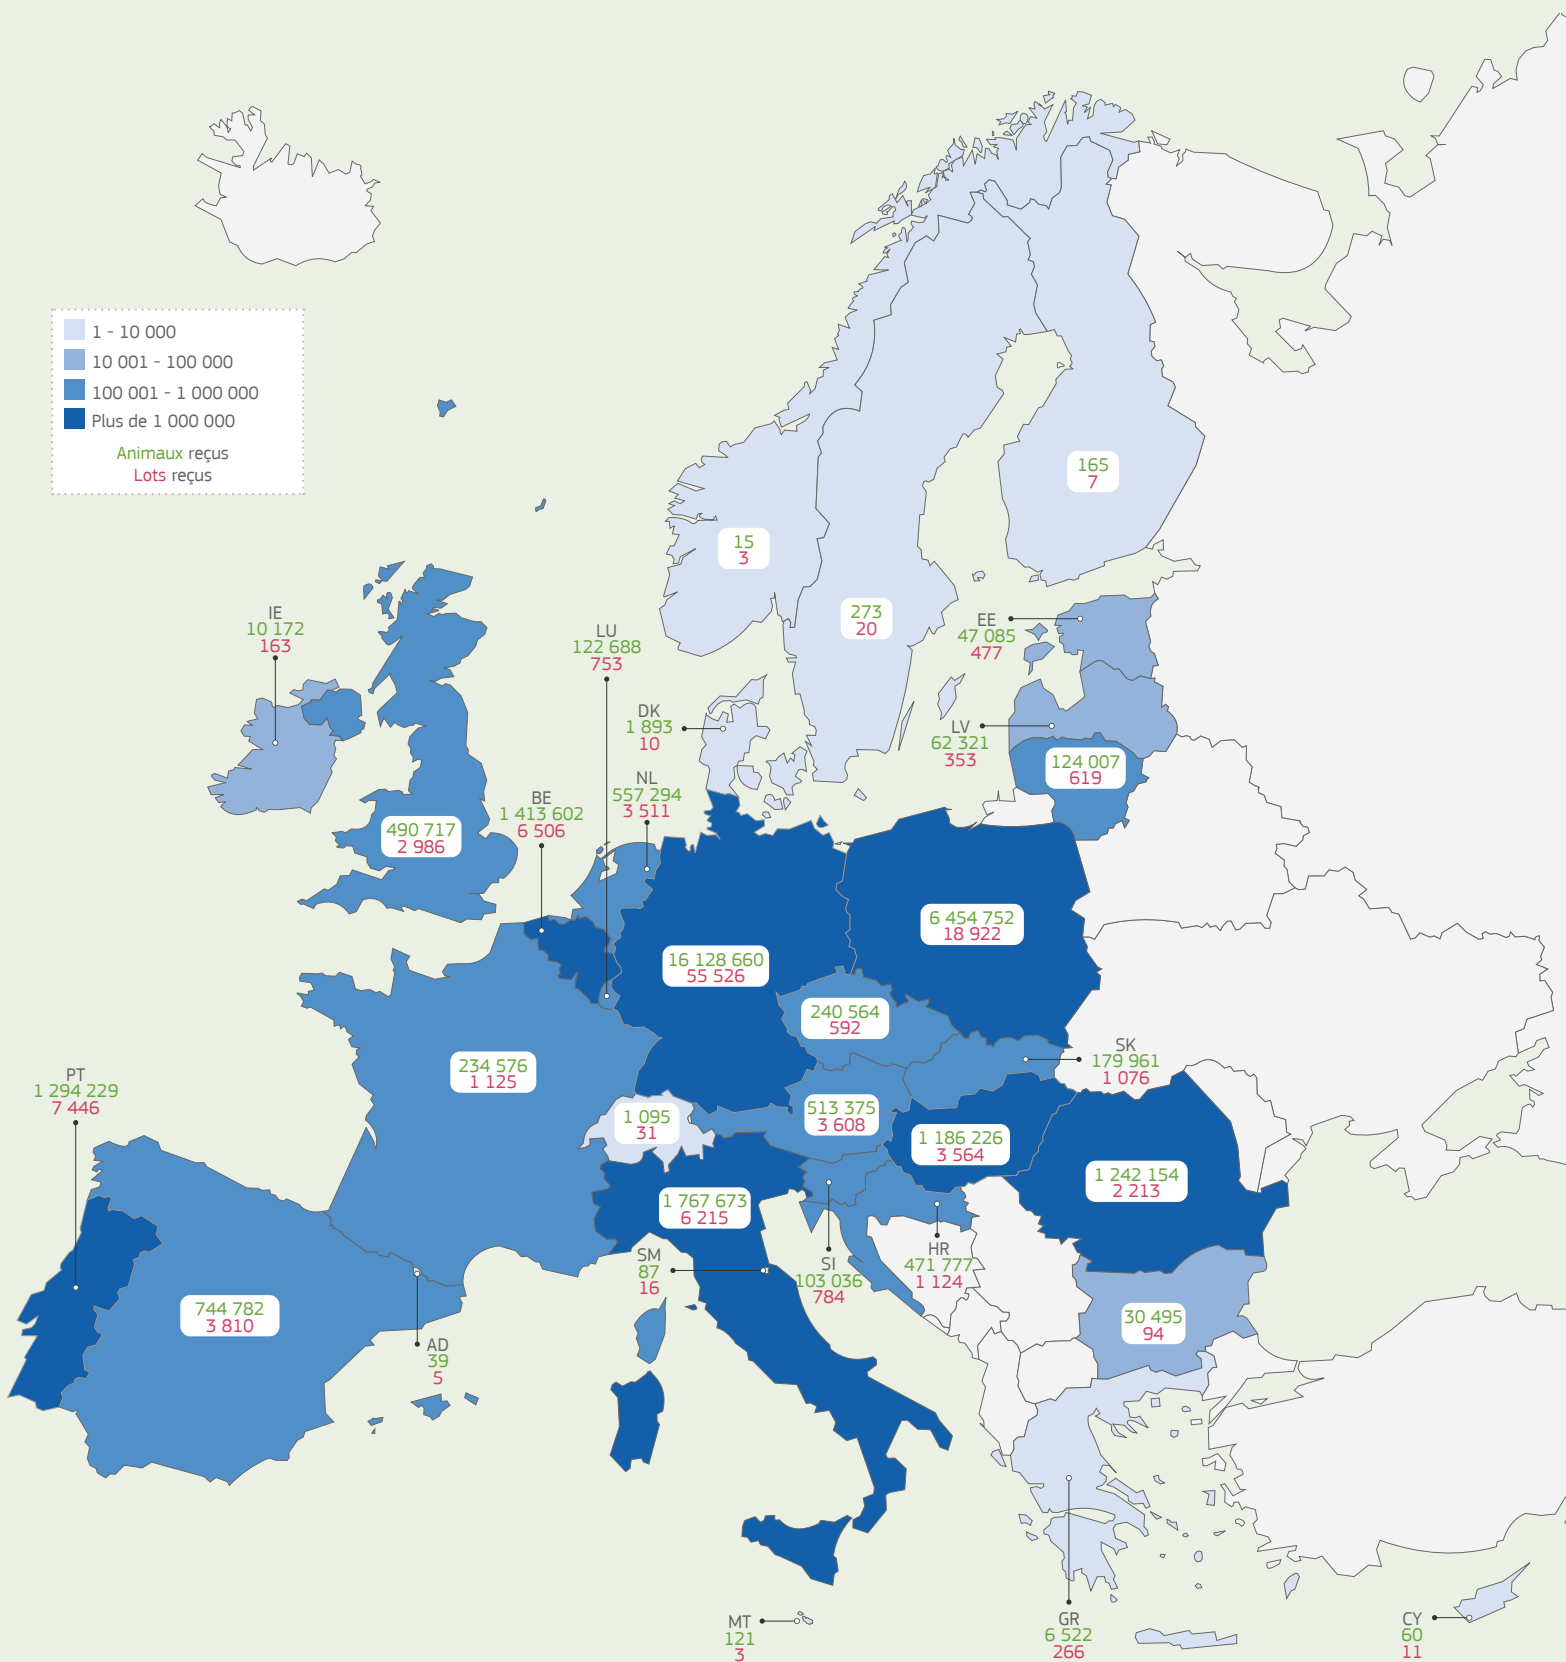 1 - 10 000
10 001 - 100 000
100 001 - 1 000 000
Plus de 1 000 000
Animaux reçus
Lots reçus
165
7
15
3
273
20
IE
10 172
163
LU
122 688
753
EE
47 085
477
DK
1 893
10
LV
62 321
353
124 007
619
NL
557 294
3 511
BE
1 413 602
6 506
490 717
2 986
6 454 752
18 922
16 128 660
55 526
240 564
592
SK
179 961
1 076
234 576
1 125
PT
1 294 229
7 446
513 375
3 608
1 095
31
1 186 226
3 564
1 242 154
2 213
1 767 673
6 215
SM
87
16
SI
103 036
784
HR
471 777
1 124
744 782
3 810
30 495
94
AD
39
5
MT
121
3
GR
6 522
266
CY
60
11